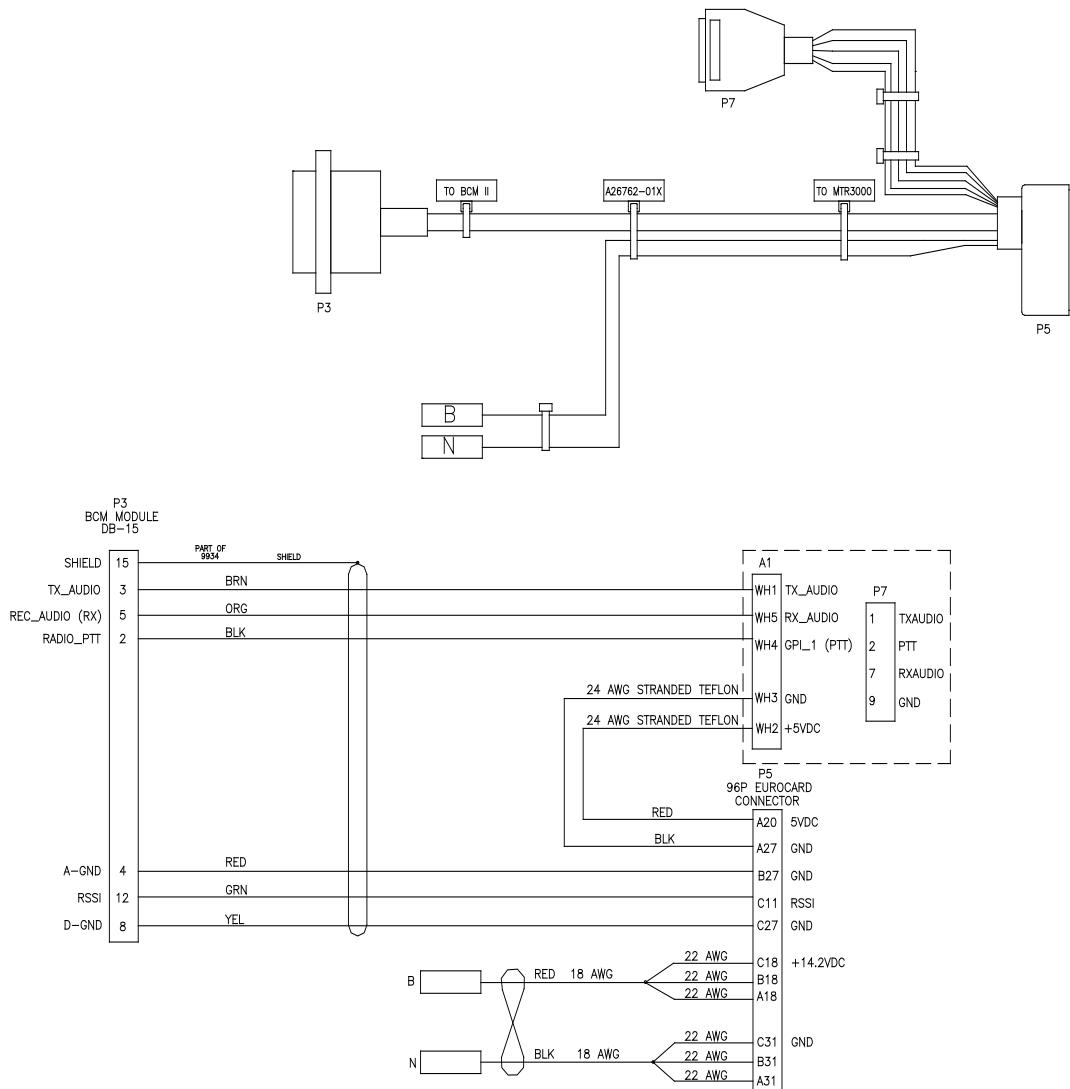 P7
TO BCM II
A26762-01X
TO MTR3000
P3
P5
B
N
P3
BCM MODULE
DB-15
SHIELD 15 PART OF 9934 SHIELD
TX_AUDIO 3 BRN
REC_AUDIO (RX) 5 ORG
RADIO_PTT 2 BLK
A1
WH1 TX_AUDIO
WH5 RX_AUDIO
WH4 GPI_1 (PTT)
24 AWG STRANDED TEFLON WH3 GND
24 AWG STRANDED TEFLON WH2 +5VDC
P7
1 TXAUDIO
2 PTT
7 RXAUDIO
9 GND
P5
96P EUROCARD
CONNECTOR
RED A20 5VDC
BLK A27 GND
A-GND 4 RED B27 GND
RSSI 12 GRN C11 RSSI
D-GND 8 YEL C27 GND
22 AWG C18 +14.2VDC
B RED 18 AWG 22 AWG B18
22 AWG A18
22 AWG C31 GND
N BLK 18 AWG 22 AWG B31
22 AWG A31